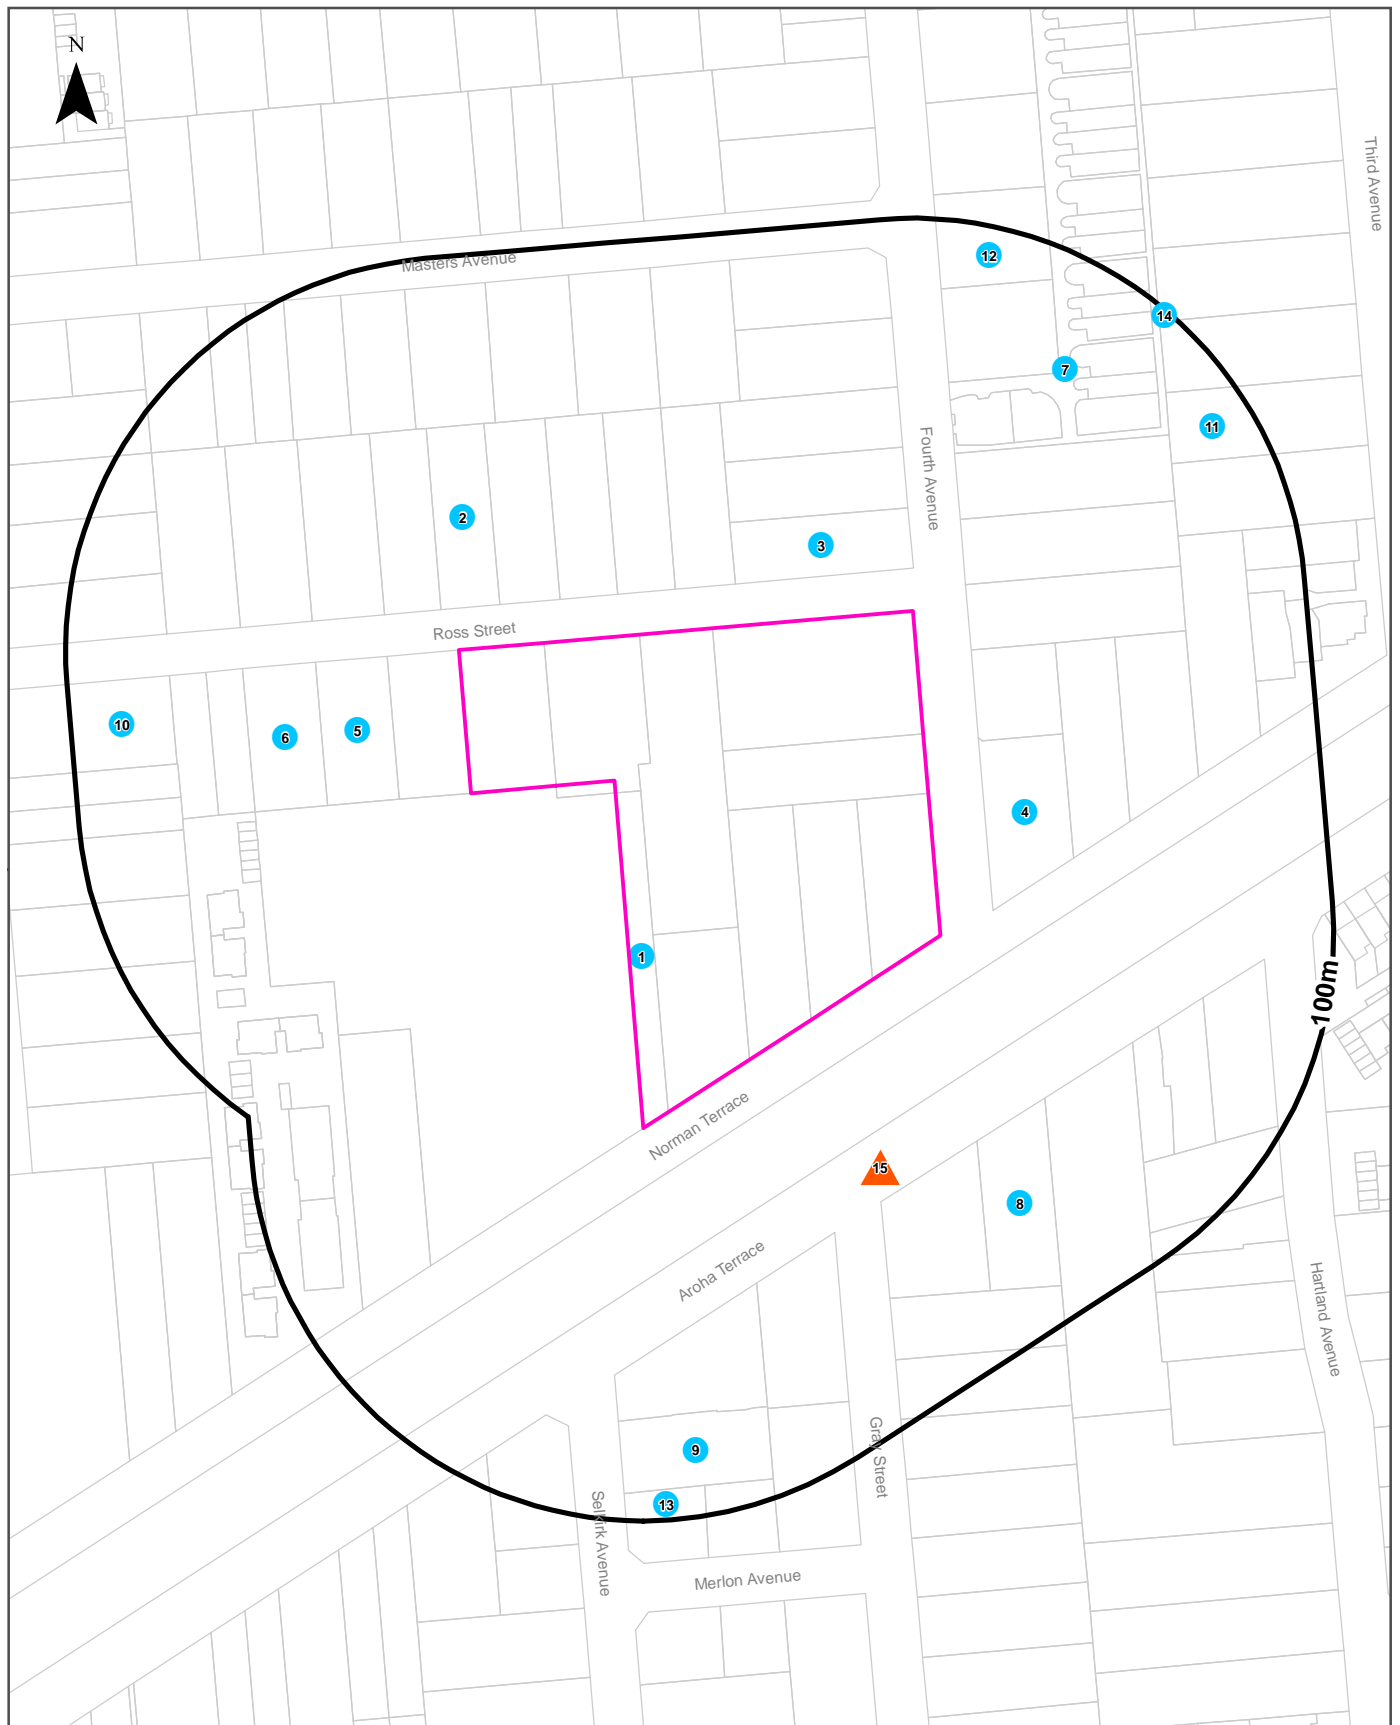 N
Third Avenue
12
Masters Avenue
14
7
11
Fourth Avenue
2
3
Ross Street
10
6
5
4
1
100m
Norman Terrace
15
8
Aroha Terrace
Hartland Avenue
9
Gray Street
13
Selkirk Avenue
Merlon Avenue